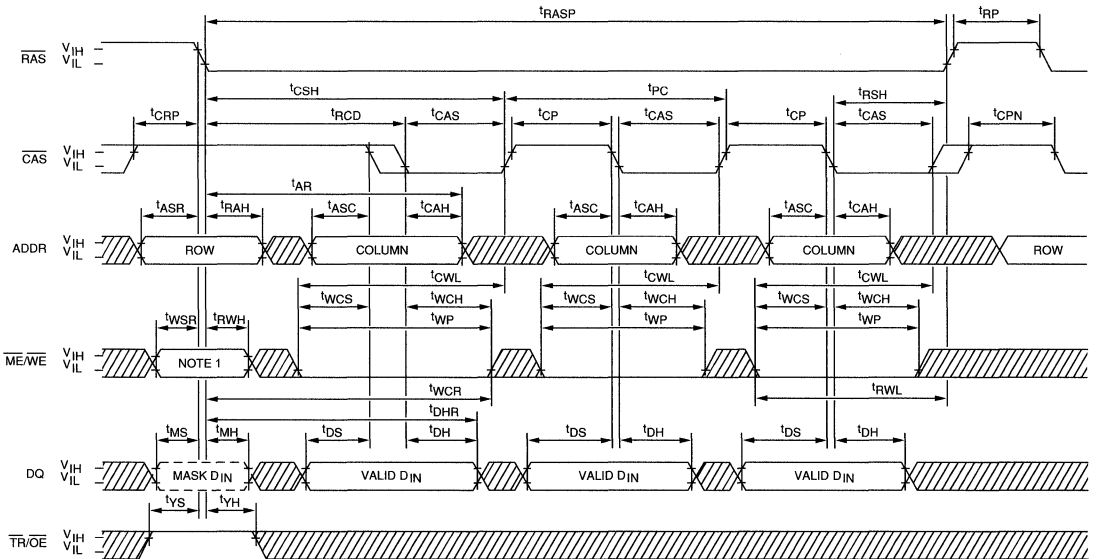 tRASP tRP
RAS VIH
VIL
tCSH tPC tRSH
tCRP tRCD tCAS tCP tCAS tCP tCAS tCPN
CAS VIH
VIL
tAR
tASR tRAH tASC tCAH tASC tCAH tASC tCAH
ADDR VIH
VIL
ROW COLUMN COLUMN COLUMN ROW
tCWL tCWL tCWL
tWCS tWCH tWCS tWCH tWCS tWCH
tWSR tRWH tWP tWP tWP
ME/WE VIH
VIL
NOTE 1
tWCR tRWL
tDHR
tMS tMH tDS tDH tDS tDH tDS tDH
DQ VIH
VIL
MASK DIN VALID DIN VALID DIN VALID DIN
tYS tYH
TR/OE VIH
VIL